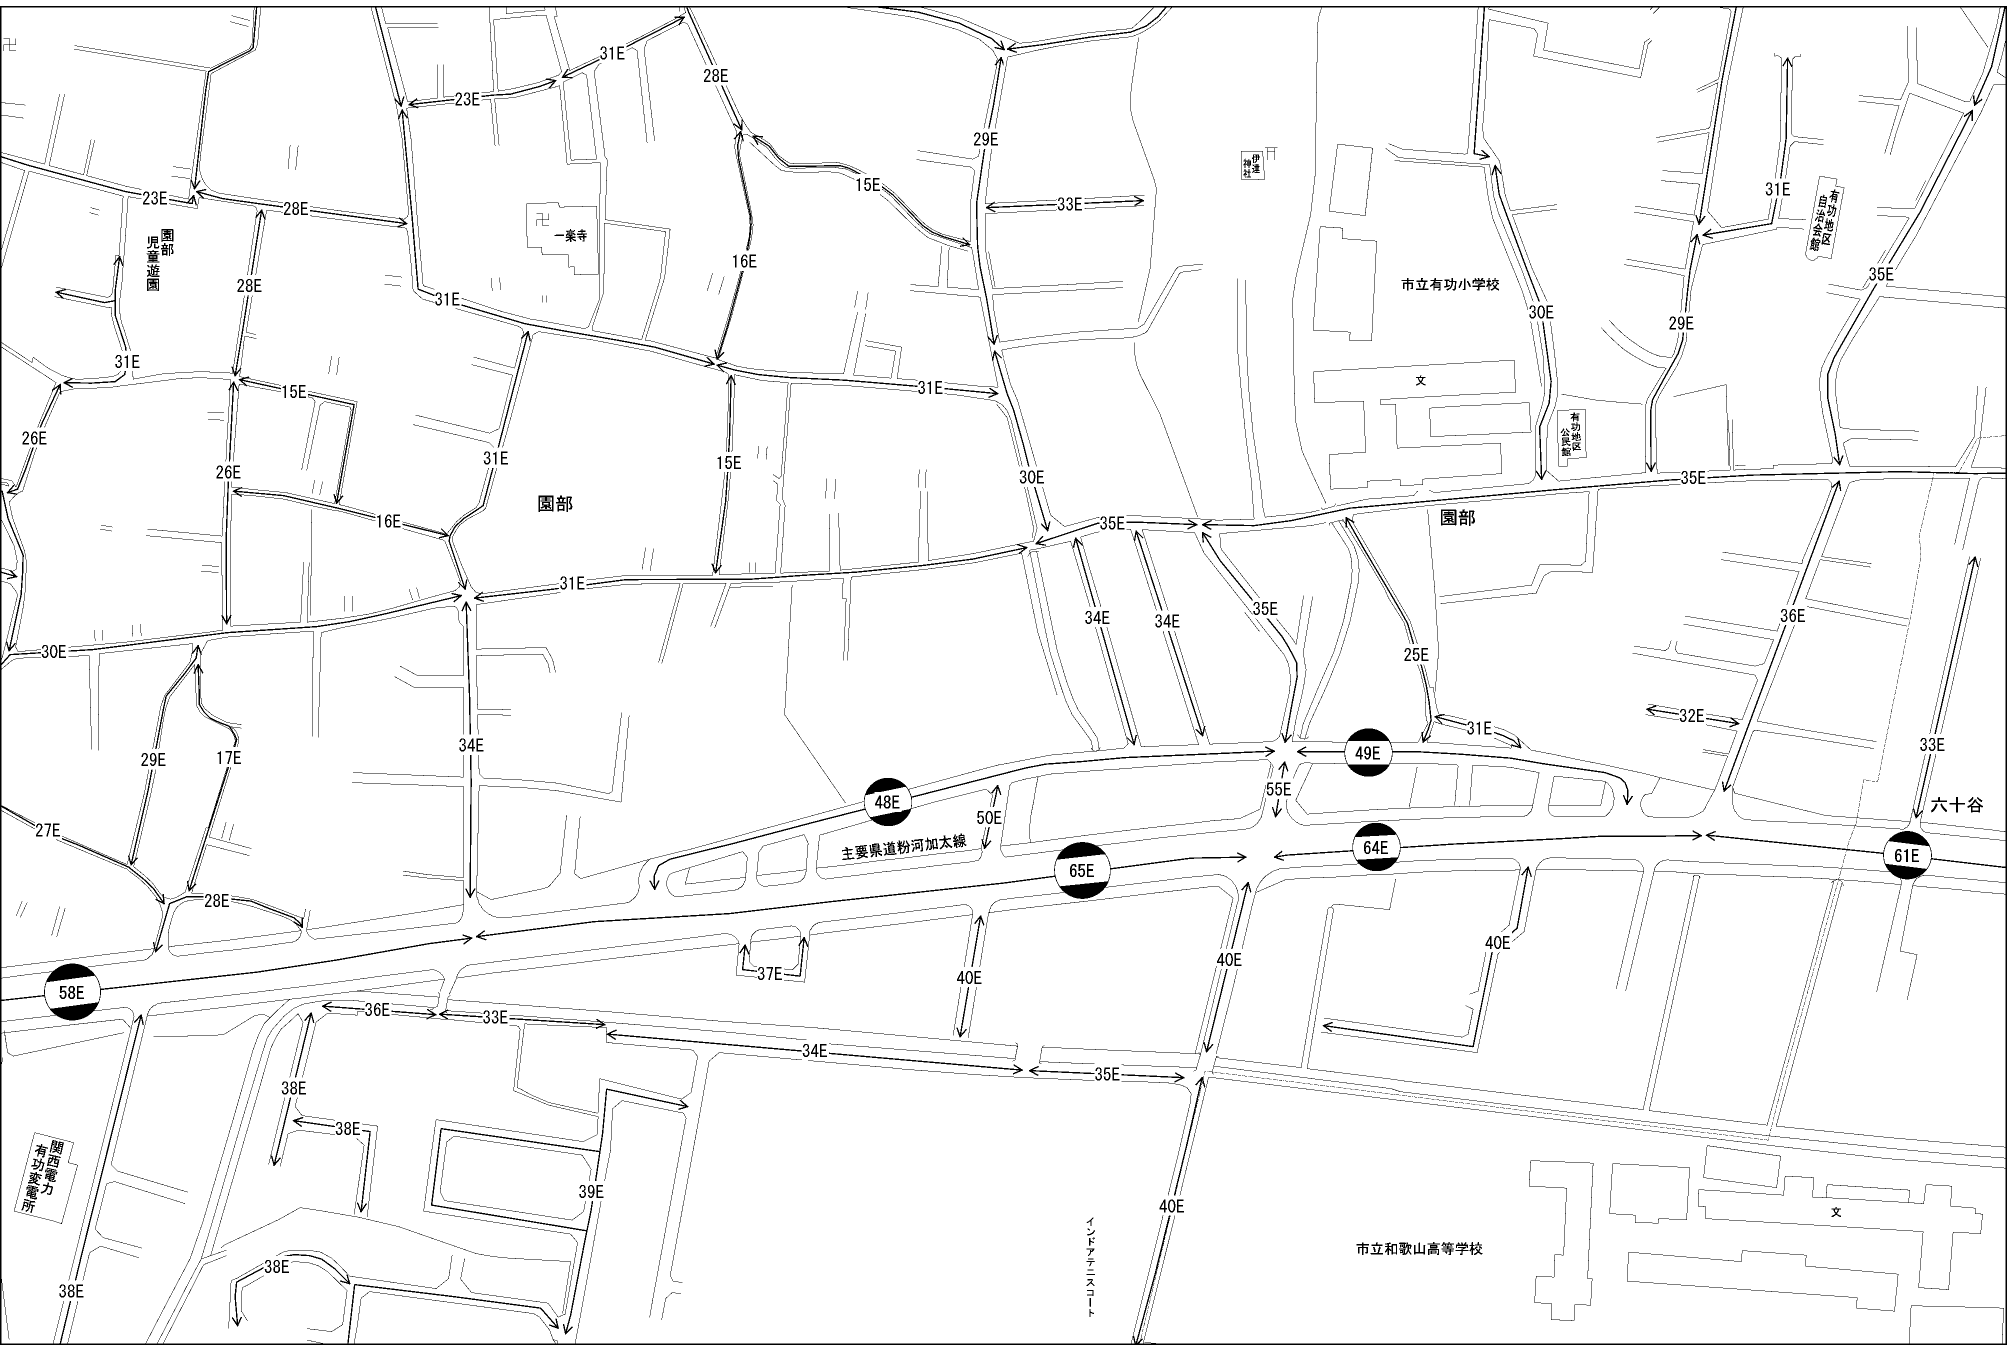 31E
28E
23E
29E
伊達
神社
15E
33E
23E
28E
31E
有功地区
自治会館
園部
児童遊園
卍
一楽寺
16E
28E
31E
市立有功小学校
35E
30E
29E
31E
15E
31E
文
26E
26E
31E
15E
30E
有功地区
公民館
35E
園部
16E
35E
園部
31E
34E
34E
35E
36E
30E
25E
34E
29E
17E
32E
31E
33E
49E
55E
48E
50E
六十谷
27E
主要県道粉河加太線
64E
61E
65E
28E
40E
37E
40E
40E
58E
36E
33E
34E
35E
38E
38E
関西電力
有功変電所
39E
40E
文
インドアテニスコート
市立和歌山高等学校
38E
38E
卍